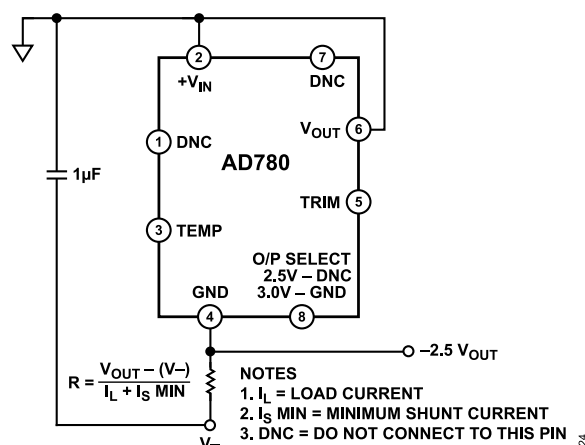 2
7
+VIN
DNC
VOUT 6
1 DNC
AD780
1µF
TRIM 5
3 TEMP
O/P SELECT
2.5V – DNC
3.0V – GND
GND
4
8
–2.5 VOUT
R = VOUT – (V–)
IL + IS MIN
NOTES
1. IL = LOAD CURRENT
2. IS MIN = MINIMUM SHUNT CURRENT
3. DNC = DO NOT CONNECT TO THIS PIN
V–
24